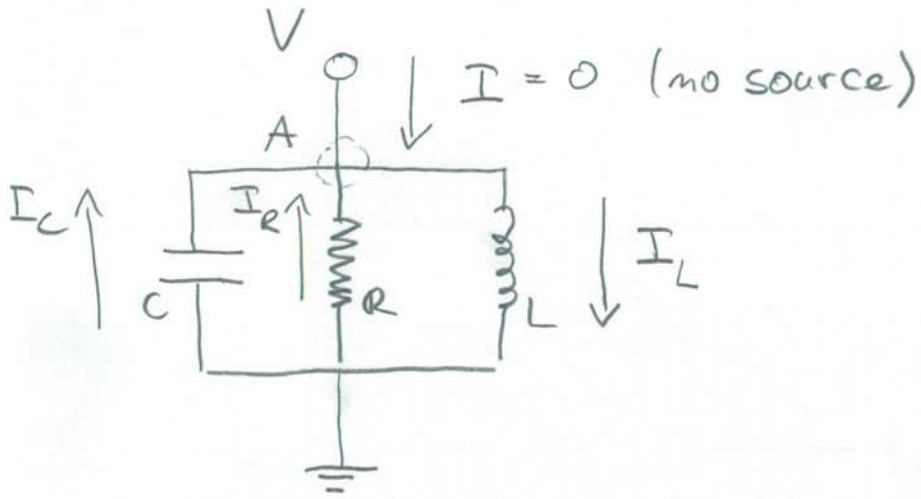 V
I = 0 (no source)
A
I_C
I_R
I_L
C
R
L